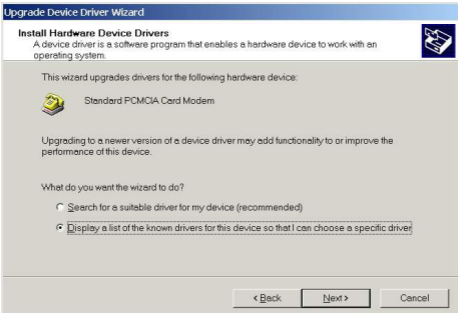 Upgrade Device Driver Wizard
Install Hardware Device Drivers
A device driver is a software program that enables a hardware device to work with an
operating system.
This wizard upgrades drivers for the following hardware device:
Standard PCMCIA Card Modem
Upgrading to a newer version of a device driver may add functionality to or improve the
performance of this device.
What do you want the wizard to do?
Search for a suitable driver for my device (recommended)
Display a list of the known drivers for this device so that I can choose a specific driver
< Back Next > Cancel